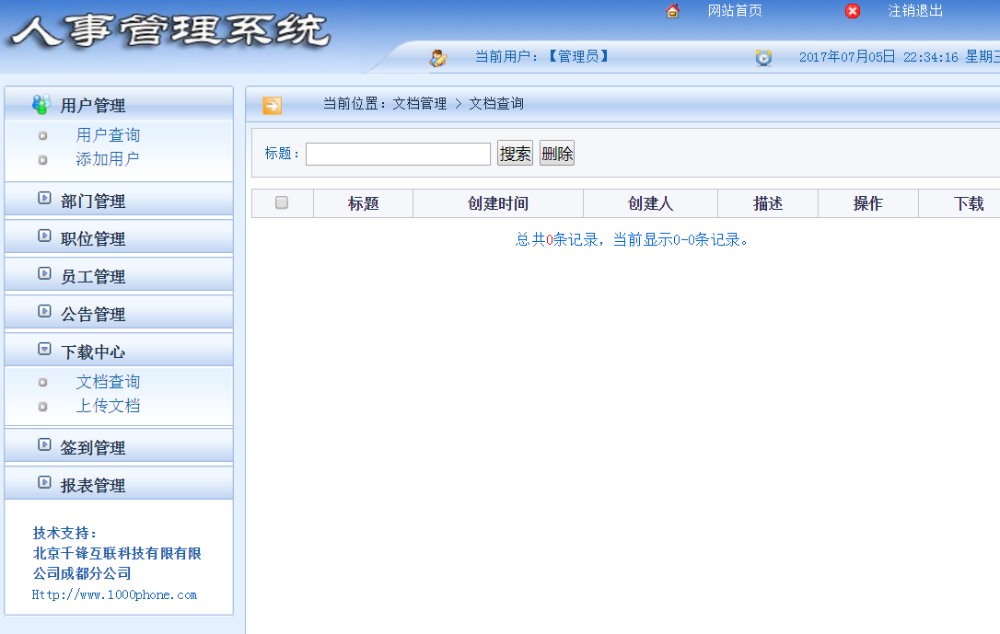 人事管理系统
网站首页 注销退出
当前用户：【管理员】 2017年07月05日 22:34:16 星期三
用户管理
用户查询
添加用户
部门管理
职位管理
员工管理
公告管理
下载中心
文档查询
上传文档
签到管理
报表管理
技术支持：
北京千锋互联科技有限有限
公司成都分公司
Http://www.1000phone.com
当前位置：文档管理 > 文档查询
标题： 搜索 删除
标题 创建时间 创建人 描述 操作 下载
总共0条记录，当前显示0-0条记录。